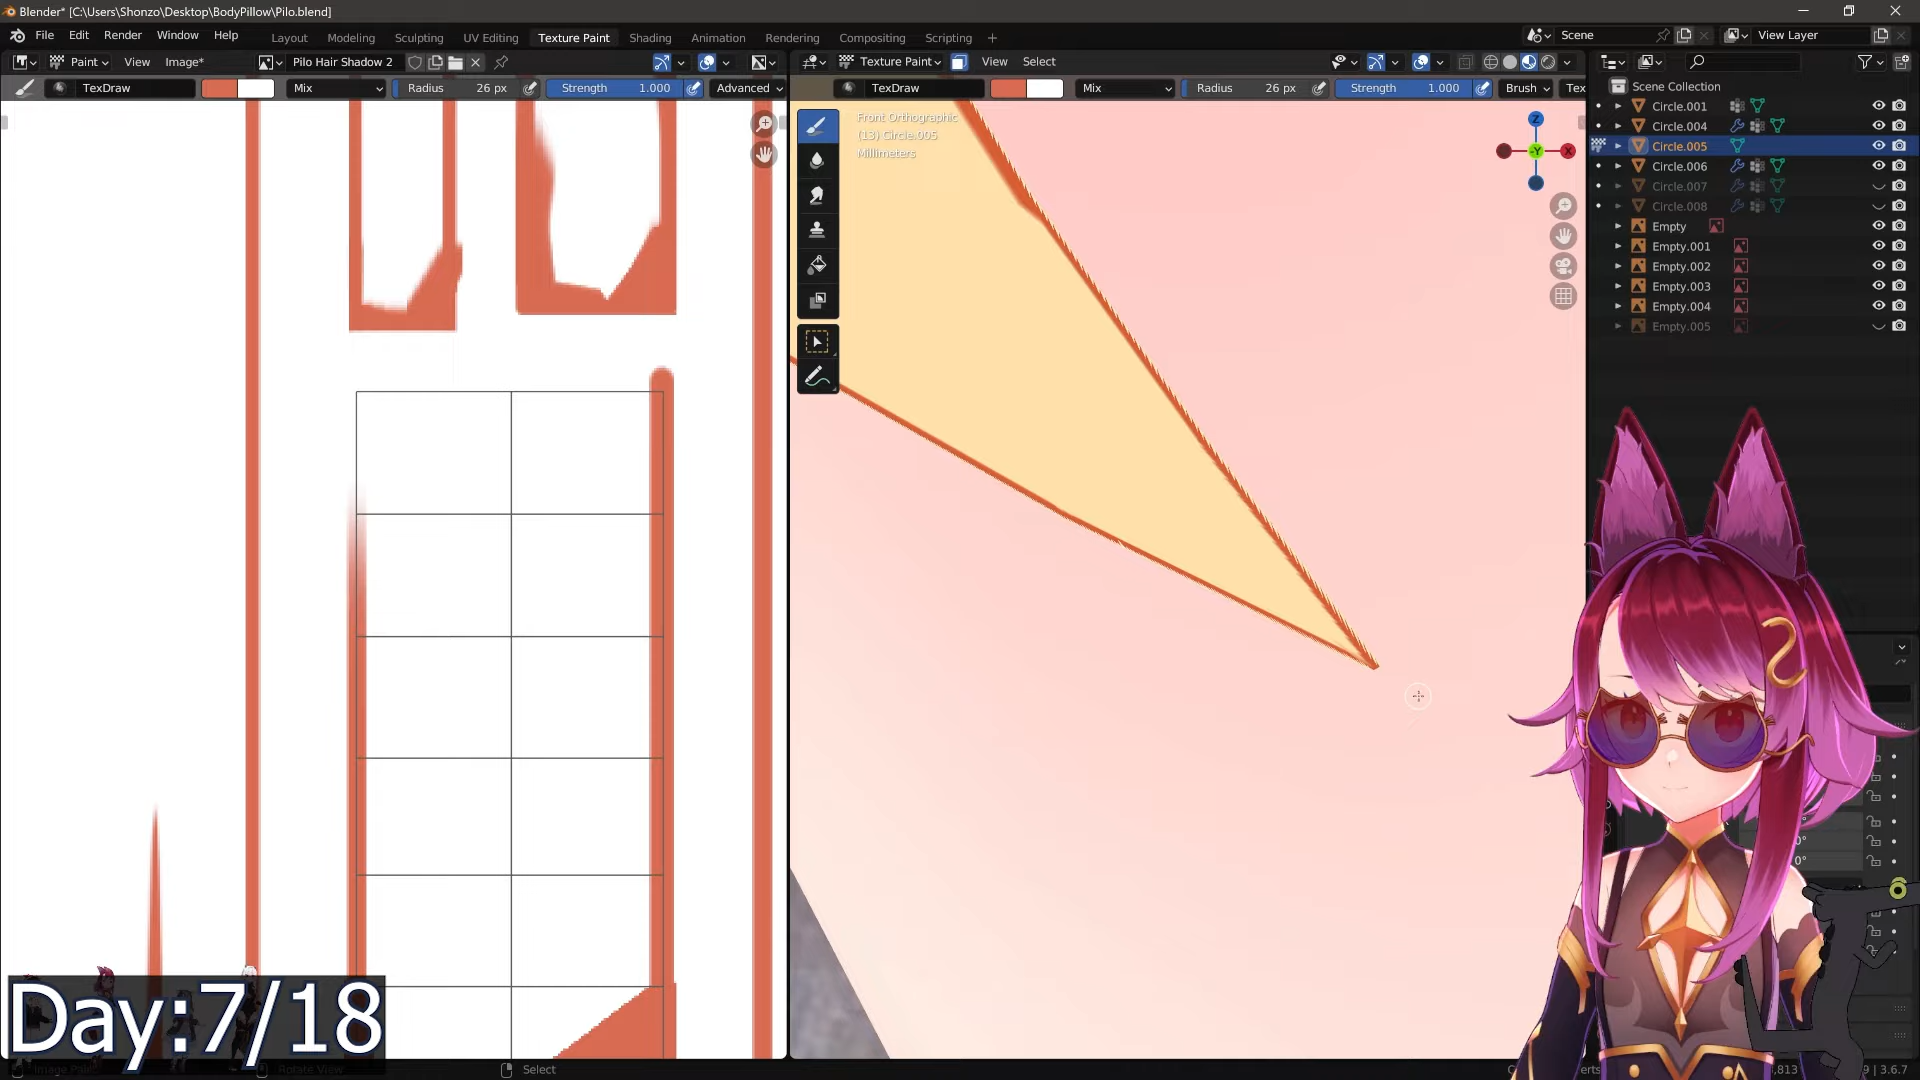 Blender* [C:\Users\Shonzo\Desktop\BodyPillow\Pilo.blend]
File Edit Render Window Help Layout Modeling Sculpting UV Editing Texture Paint Shading Animation Rendering Compositing Scripting + Scene View Layer
Paint View Image* Pilo Hair Shadow 2 Texture Paint View Select
TexDraw Mix Radius 26 px Strength 1.000 Advanced TexDraw Mix Radius 26 px Strength 1.000 Brush Tex
Scene Collection
Circle.001
Circle.004
Circle.005
Circle.006
Circle.007
Circle.008
Empty
Empty.001
Empty.002
Empty.003
Empty.004
Empty.005
Front Orthographic
(13) Circle.005
Millimeters
Z
-Y
X
Day:7/18
Select
3.6.7